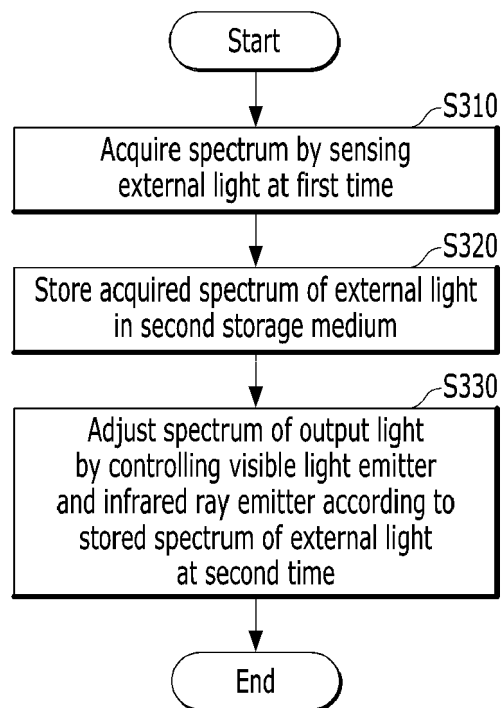 Start
S310
Acquire spectrum by sensing
external light at first time
S320
Store acquired spectrum of external light
in second storage medium
S330
Adjust spectrum of output light
by controlling visible light emitter
and infrared ray emitter according to
stored spectrum of external light
at second time
End